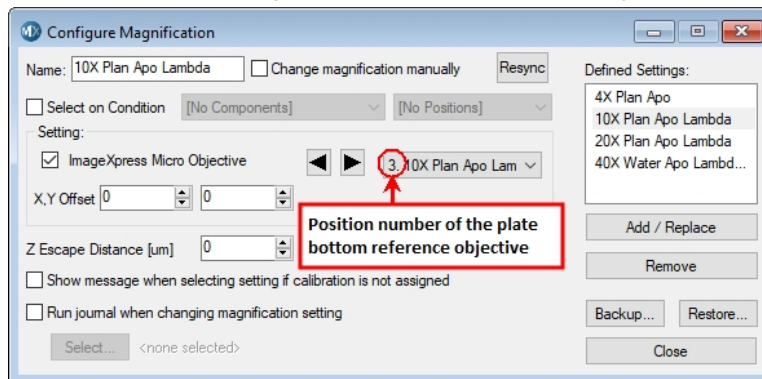 Configure Magnification
Name: 10X Plan Apo Lambda Change magnification manually Resync
Defined Settings:
Select on Condition [No Components] [No Positions]
4X Plan Apo
10X Plan Apo Lambda
20X Plan Apo Lambda
40X Water Apo Lambd...
Setting:
ImageXpress Micro Objective 3. 10X Plan Apo Lam
X,Y Offset 0 0
Position number of the plate
bottom reference objective
Z Escape Distance [um] 0
Add / Replace
Remove
Show message when selecting setting if calibration is not assigned
Run journal when changing magnification setting
Backup... Restore...
Select... <none selected>
Close